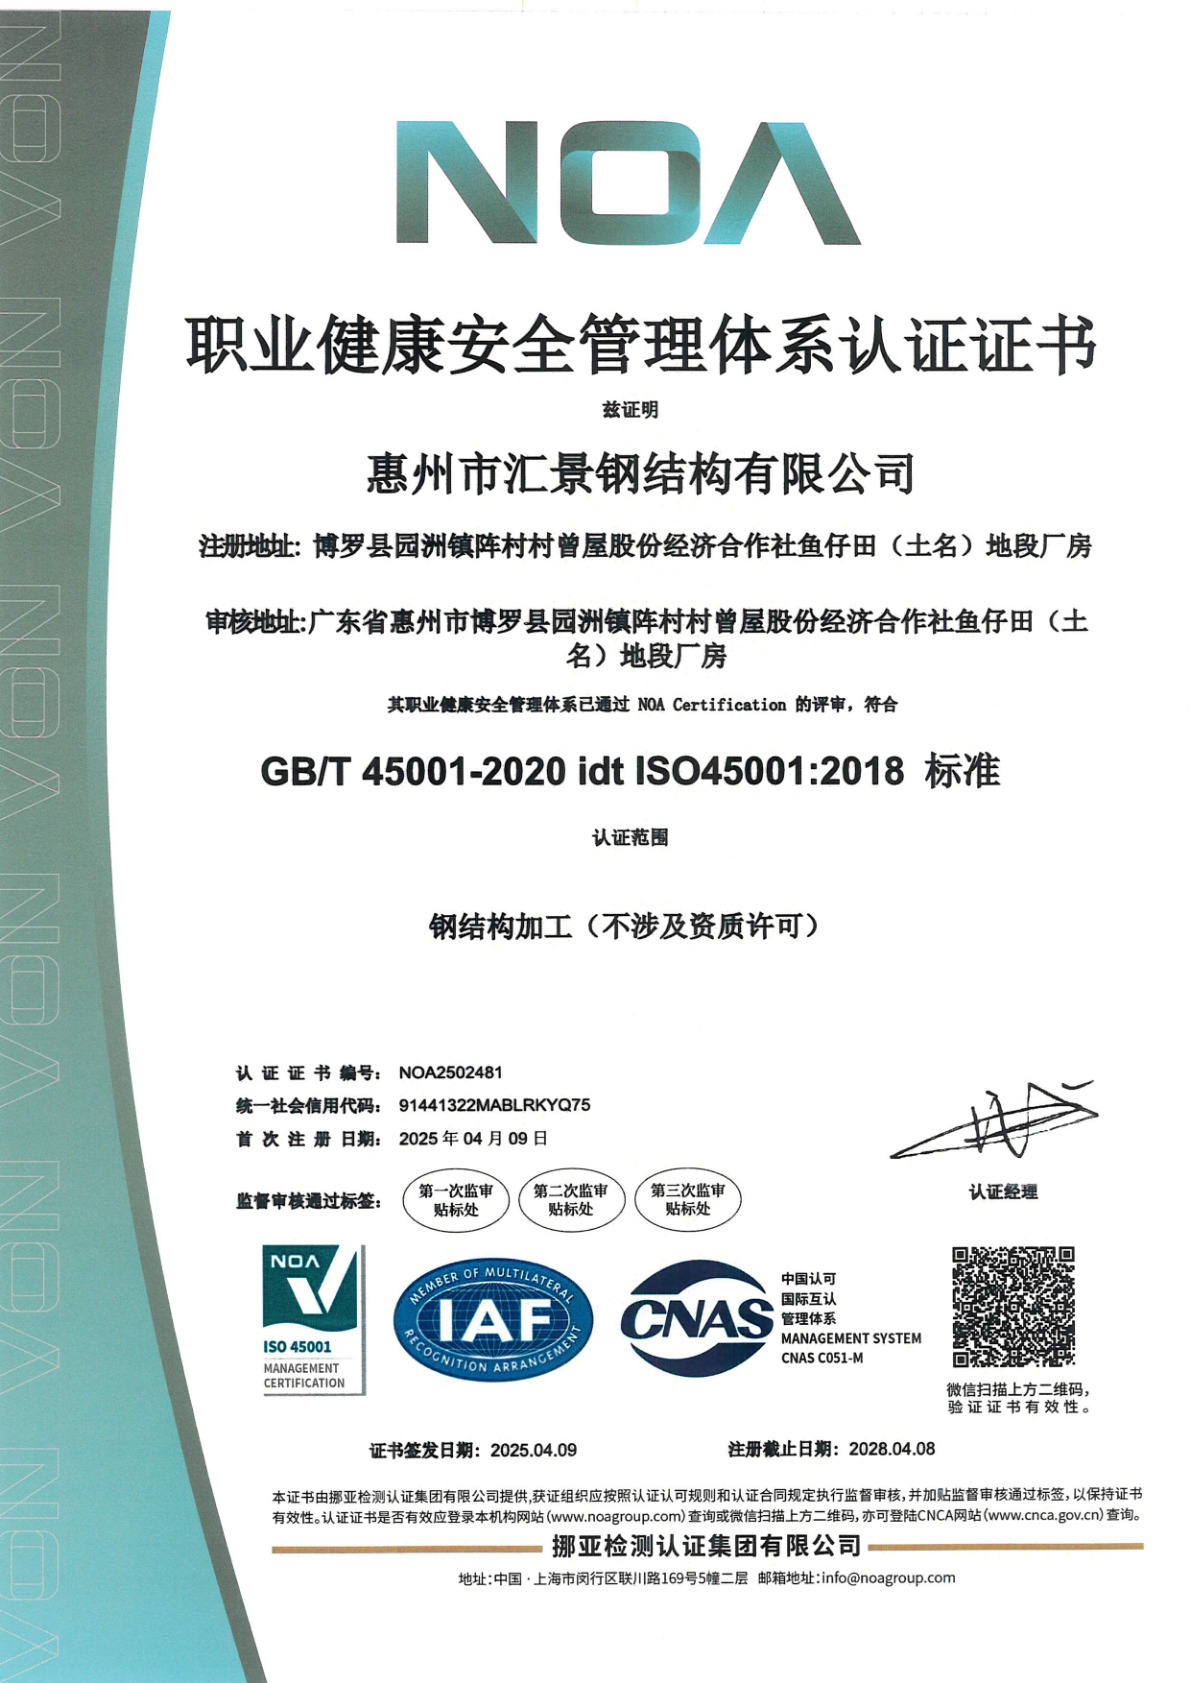 NOA
职业健康安全管理体系认证证书
兹证明
惠州市汇景钢结构有限公司
注册地址: 博罗县园洲镇阵村村曾屋股份经济合作社鱼仔田（土名）地段厂房
审核地址:广东省惠州市博罗县园洲镇阵村村曾屋股份经济合作社鱼仔田（土
名）地段厂房
其职业健康安全管理体系已通过 NOA Certification 的评审，符合
GB/T 45001-2020 idt ISO45001:2018 标准
认证范围
钢结构加工（不涉及资质许可）
认 证 证 书 编号: NOA2502481
统一社会信用代码: 91441322MABLRKYQ75
首 次 注 册 日期: 2025 年 04 月 09 日
监督审核通过标签:
第一次监审
贴标处
第二次监审
贴标处
第三次监审
贴标处
认证经理
NOA
ISO 45001
MANAGEMENT
CERTIFICATION
MEMBER OF MULTILATERAL
IAF
RECOGNITION ARRANGEMENT
CNAS
中国认可
国际互认
管理体系
MANAGEMENT SYSTEM
CNAS C051-M
微信扫描上方二维码，
验证证书有效性。
证书签发日期: 2025.04.09
注册截止日期: 2028.04.08
本证书由挪亚检测认证集团有限公司提供,获证组织应按照认证认可规则和认证合同规定执行监督审核,并加贴监督审核通过标签,以保持证书
有效性。认证证书是否有效应登录本机构网站(www.noagroup.com)查询或微信扫描上方二维码,亦可登陆CNCA网站(www.cnca.gov.cn)查询。
挪亚检测认证集团有限公司
地址:中国·上海市闵行区联川路169号5幢二层 邮箱地址:info@noagroup.com